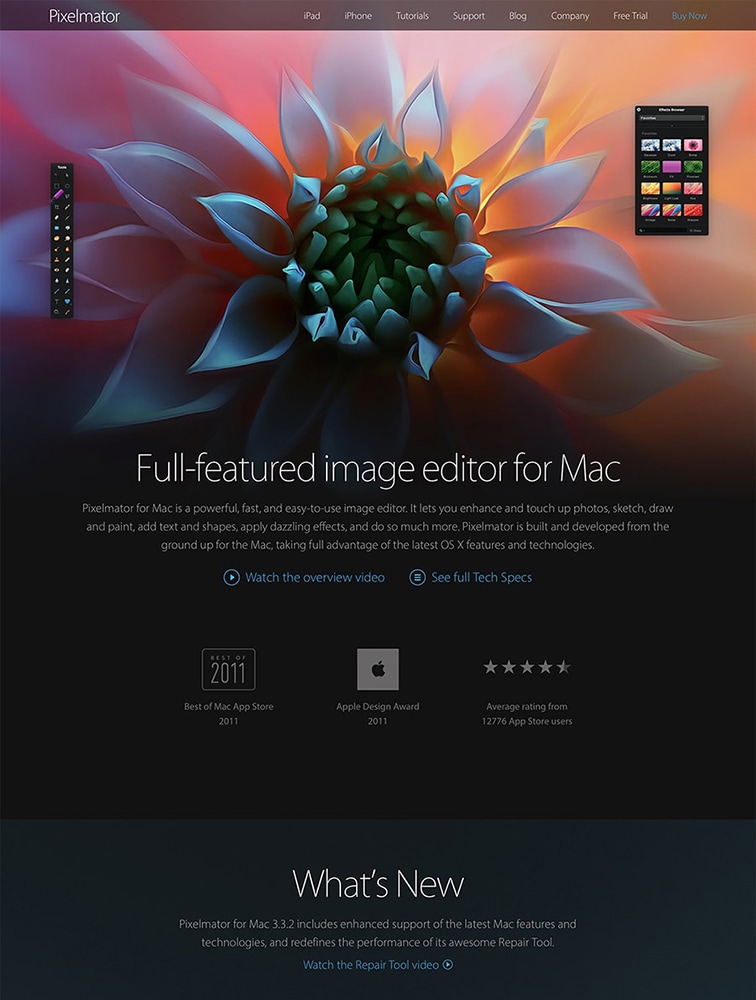 Pixelmator
iPad
iPhone
Tutorials
Support
Blog
Company
Free Trial
Buy Now
Tools
Effects Browser
Favorites
Favorites
Full-featured image editor for Mac
Pixelmator for Mac is a powerful, fast, and easy-to-use image editor. It lets you enhance and touch up photos, sketch, draw
and paint, add text and shapes, apply dazzling effects, and do so much more. Pixelmator is built and developed from the
ground up for the Mac, taking full advantage of the latest OS X features and technologies.
Watch the overview video
See full Tech Specs
BEST OF
2011
Best of Mac App Store
2011
Apple Design Award
2011
Average rating from
12776 App Store users
What's New
Pixelmator for Mac 3.3.2 includes enhanced support of the latest Mac features and
technologies, and redefines the performance of its awesome Repair Tool.
Watch the Repair Tool video